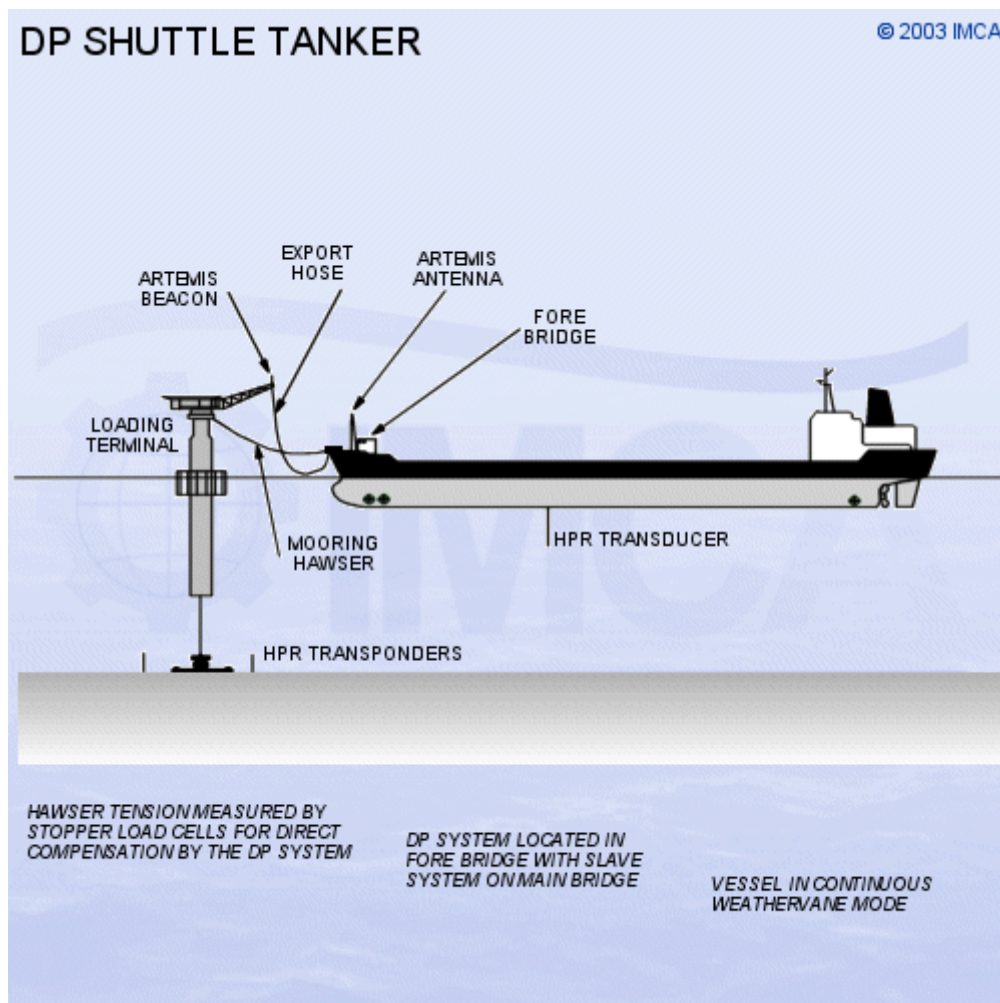 DP SHUTTLE TANKER
© 2003 IMCA
ARTEMIS
BEACON
EXPORT
HOSE
ARTEMIS
ANTENNA
FORE
BRIDGE
LOADING
TERMINAL
MOORING
HAWSER
HPR TRANSDUCER
HPR TRANSPONDERS
IMCA
HAWSER TENSION MEASURED BY
STOPPER LOAD CELLS FOR DIRECT
COMPENSATION BY THE DP SYSTEM
DP SYSTEM LOCATED IN
FORE BRIDGE WITH SLAVE
SYSTEM ON MAIN BRIDGE
VESSEL IN CONTINUOUS
WEATHERVANE MODE